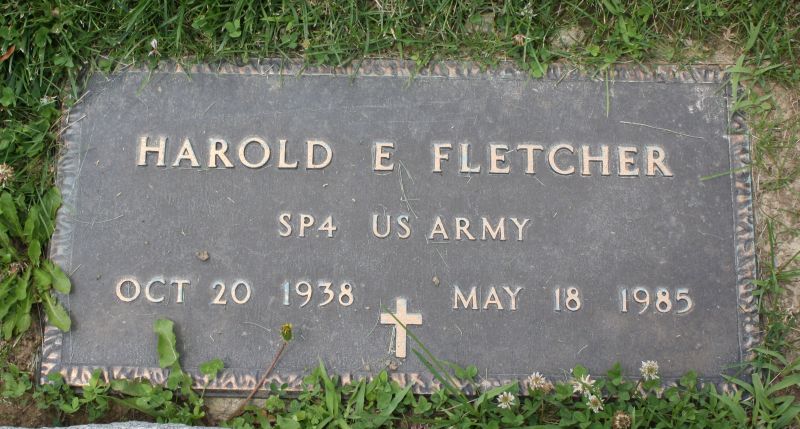 HAROLD E FLETCHER
SP4 US ARMY
OCT 20 1938 MAY 18 1985